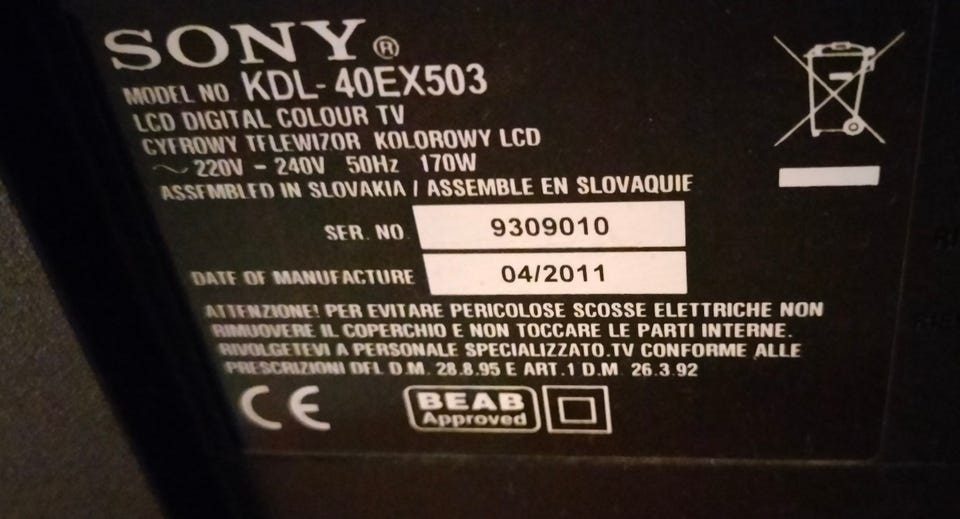 SONY®
MODEL NO. KDL-40EX503
LCD DIGITAL COLOUR TV
CYFROWY TELEWIZOR KOLOROWY LCD
~ 220V - 240V 50Hz 170W
ASSEMBLED IN SLOVAKIA / ASSEMBLE EN SLOVAQUIE
SER. NO. 9309010
DATE OF MANUFACTURE 04/2011
ATTENZIONE! PER EVITARE PERICOLOSE SCOSSE ELETTRICHE NON
RIMUOVERE IL COPERCHIO E NON TOCCARE LE PARTI INTERNE.
RIVOLGETEVI A PERSONALE SPECIALIZZATO.TV CONFORME ALLE
PRESCRIZIONI DEL D.M. 28.8.95 E ART.1 D.M. 26.3.92
CE
BEAB
Approved